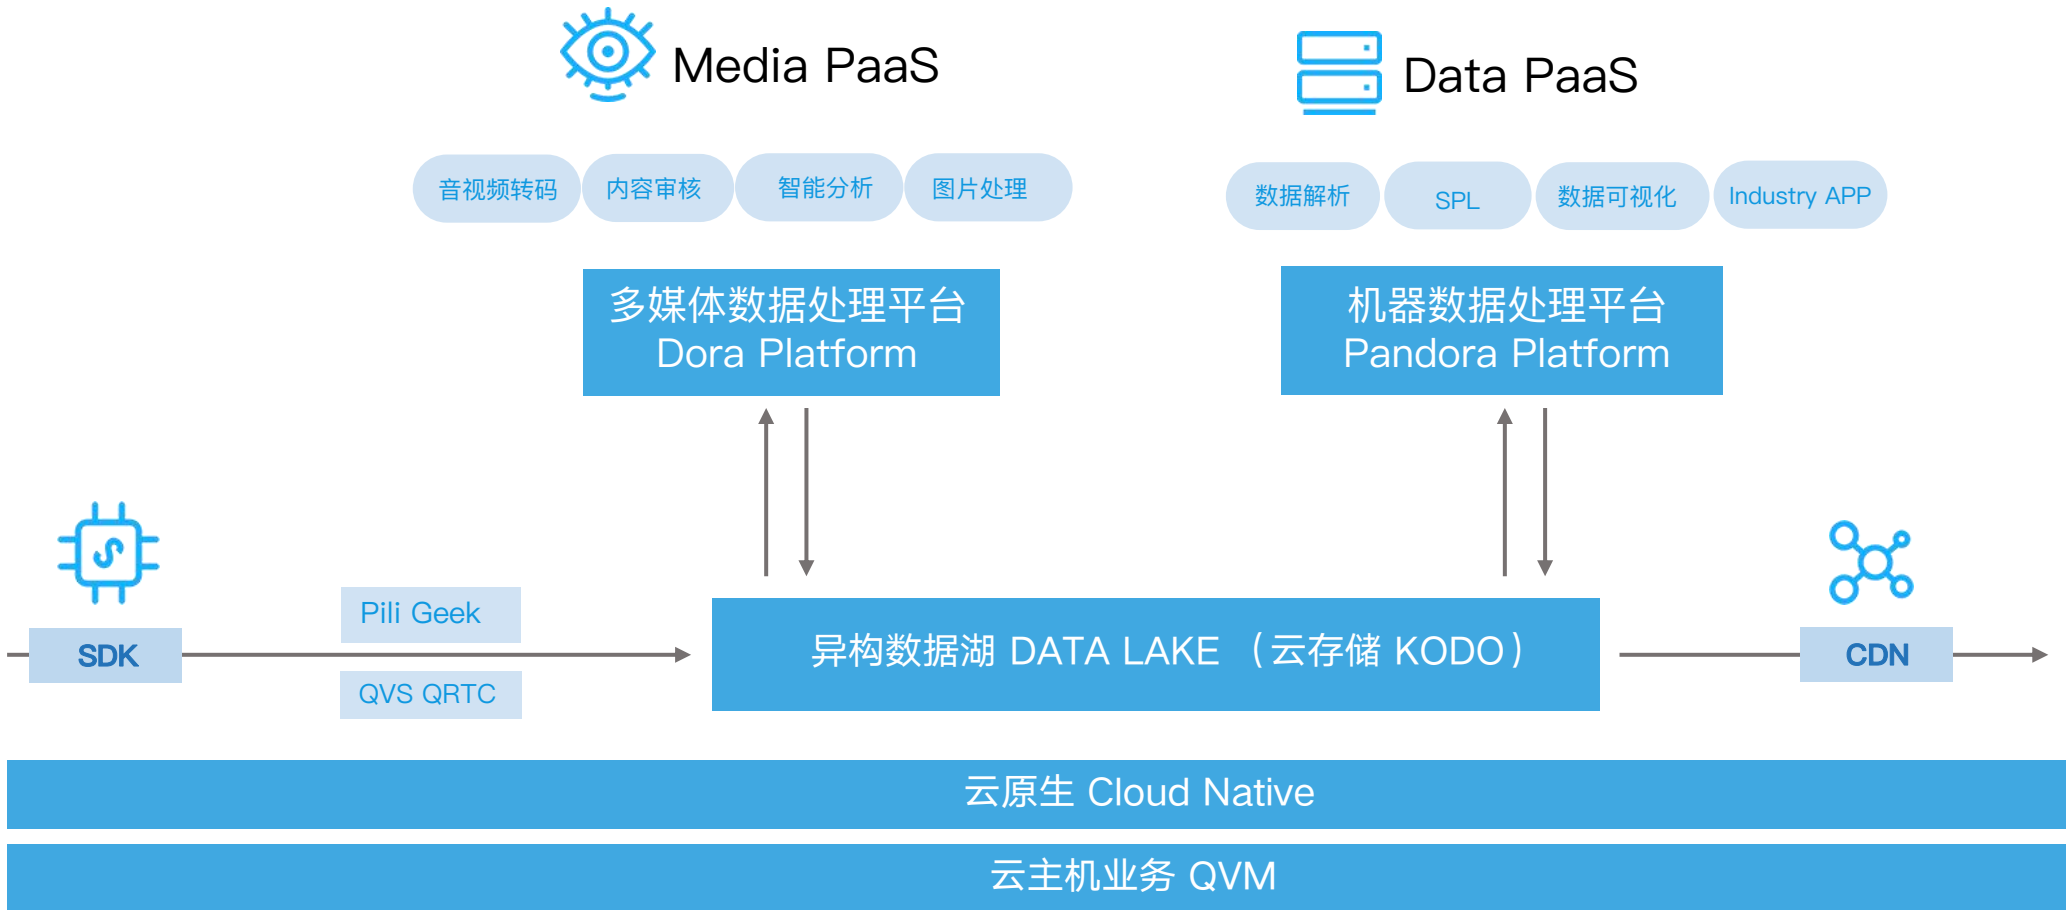 Media PaaS
Data PaaS
音视频转码
内容审核
智能分析
图片处理
数据解析
SPL
数据可视化
Industry APP
多媒体数据处理平台
Dora Platform
机器数据处理平台
Pandora Platform
Pili Geek
SDK
QVS QRTC
异构数据湖 DATA LAKE （云存储 KODO）
CDN
云原生 Cloud Native
云主机业务 QVM